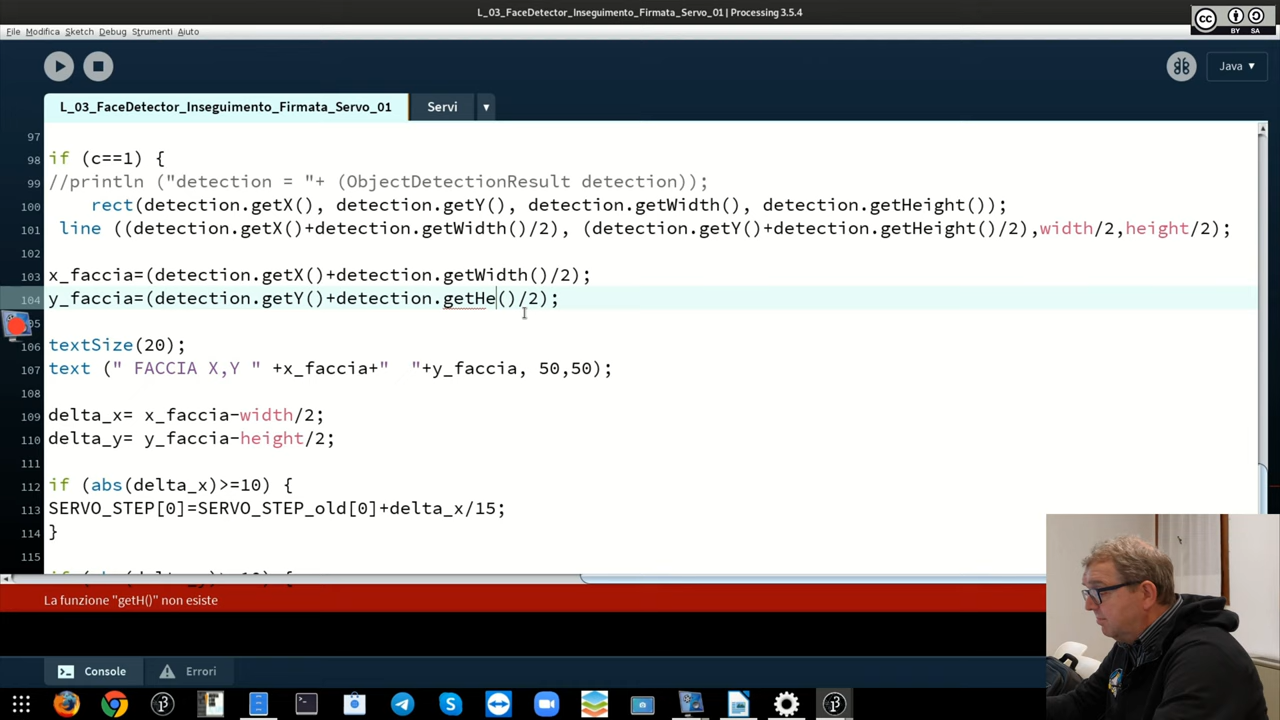 L_03_FaceDetector_Inseguimento_Firmata_Servo_01 | Processing 3.5.4
CC BY SA
File Modifica Sketch Debug Strumenti Aiuto
Java ▾
L_03_FaceDetector_Inseguimento_Firmata_Servo_01 Servi ▾
97
98 if (c==1) {
99 //println ("detection = "+ (ObjectDetectionResult detection));
100 rect(detection.getX(), detection.getY(), detection.getWidth(), detection.getHeight());
101 line ((detection.getX()+detection.getWidth()/2), (detection.getY()+detection.getHeight()/2),width/2,height/2);
102
103 x_faccia=(detection.getX()+detection.getWidth()/2);
104 y_faccia=(detection.getY()+detection.getHe()/2);
105
106 textSize(20);
107 text (" FACCIA X,Y " +x_faccia+"  "+y_faccia, 50,50);
108
109 delta_x= x_faccia-width/2;
110 delta_y= y_faccia-height/2;
111
112 if (abs(delta_x)>=10) {
113 SERVO_STEP[0]=SERVO_STEP_old[0]+delta_x/15;
114 }
115
La funzione "getH()" non esiste
Console Errori